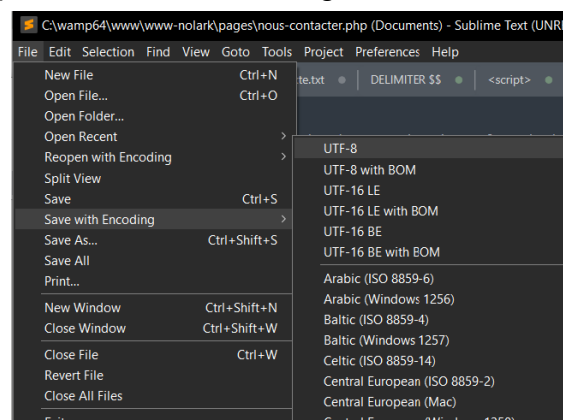 C:\wamp64\www\www-nolark\pages\nous-contacter.php (Documents) - Sublime Text (UNR
File Edit Selection Find View Goto Tools Project Preferences Help
te.txt DELIMITER $$ <script>
New File Ctrl+N
Open File... Ctrl+O
Open Folder...
Open Recent >
Reopen with Encoding >
Split View
Save Ctrl+S
Save with Encoding >
Save As... Ctrl+Shift+S
Save All
Print...
New Window Ctrl+Shift+N
Close Window Ctrl+Shift+W
Close File Ctrl+W
Revert File
Close All Files
UTF-8
UTF-8 with BOM
UTF-16 LE
UTF-16 LE with BOM
UTF-16 BE
UTF-16 BE with BOM
Arabic (ISO 8859-6)
Arabic (Windows 1256)
Baltic (ISO 8859-4)
Baltic (Windows 1257)
Celtic (ISO 8859-14)
Central European (ISO 8859-2)
Central European (Mac)